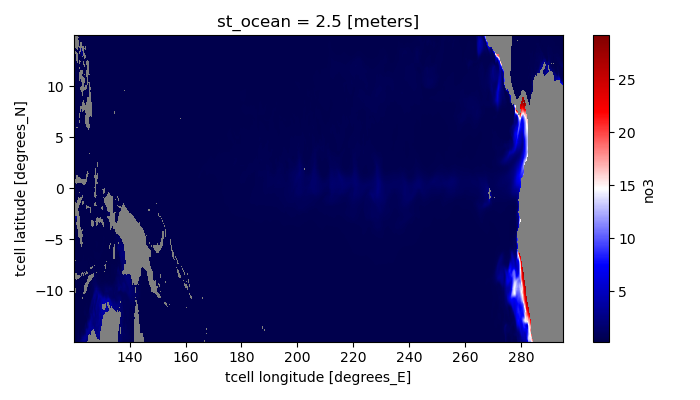 st_ocean = 2.5 [meters]
10
5
0
−5
−10
tcell latitude [degrees_N]
140 160 180 200 220 240 260 280
tcell longitude [degrees_E]
25
20
15
10
5
no3